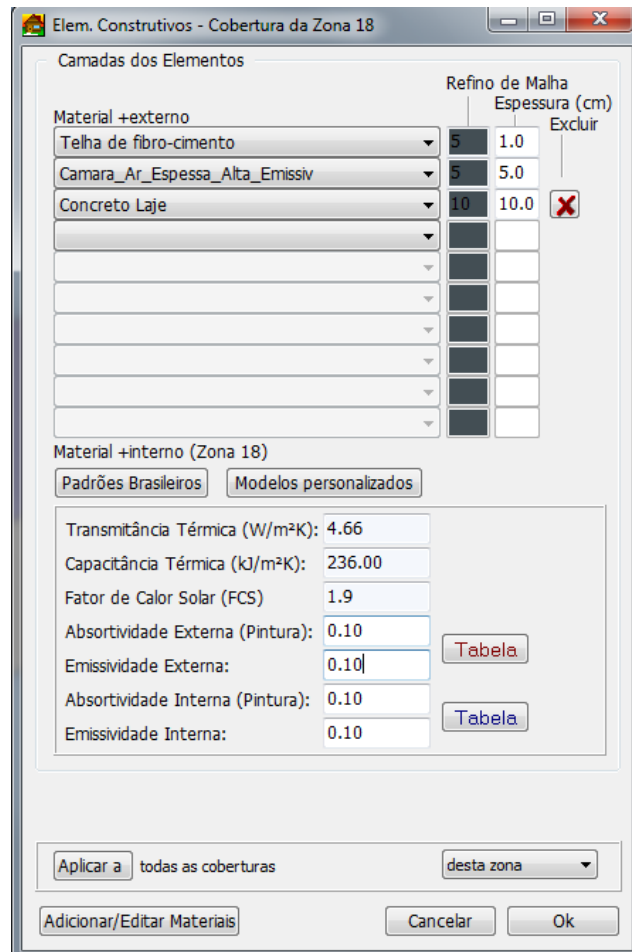 Elem. Construtivos - Cobertura da Zona 18
Camadas dos Elementos
Refino de Malha
Espessura (cm)
Excluir
Material +externo
Telha de fibro-cimento 5 1.0
Camara_Ar_Espessa_Alta_Emissiv 5 5.0
Concreto Laje 10 10.0
Material +interno (Zona 18)
Padrões Brasileiros Modelos personalizados
Transmitância Térmica (W/m²K): 4.66
Capacitância Térmica (kJ/m²K): 236.00
Fator de Calor Solar (FCS) 1.9
Absortividade Externa (Pintura): 0.10
Emissividade Externa: 0.10
Tabela
Absortividade Interna (Pintura): 0.10
Emissividade Interna: 0.10
Tabela
Aplicar a todas as coberturas desta zona
Adicionar/Editar Materiais Cancelar Ok